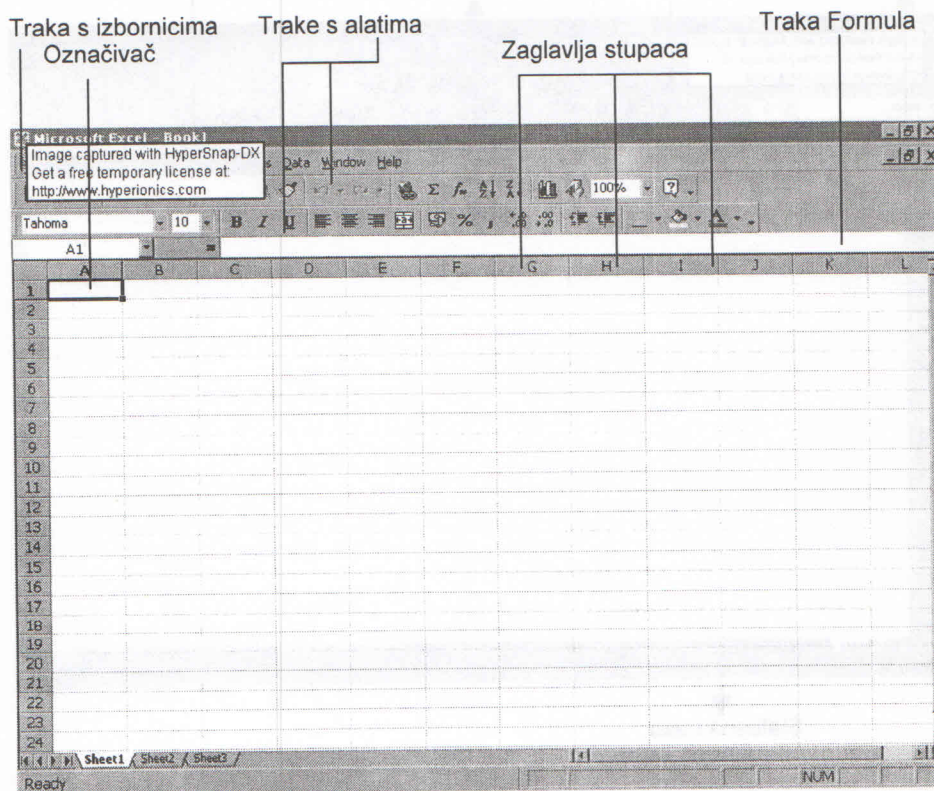 Traka s izbornicima Trake s alatima Traka Formula
Označivač Zaglavlja stupaca
Microsoft Excel - Book1
Image captured with HyperSnap-DX
Get a free temporary license at:
http://www.hyperionics.com
Data Window Help
100%
Tahoma 10 B I U
A1 =
A B C D E F G H I J K L
1
2
3
4
5
6
7
8
9
10
11
12
13
14
15
16
17
18
19
20
21
22
23
24
Sheet1 Sheet2 Sheet3
Ready NUM